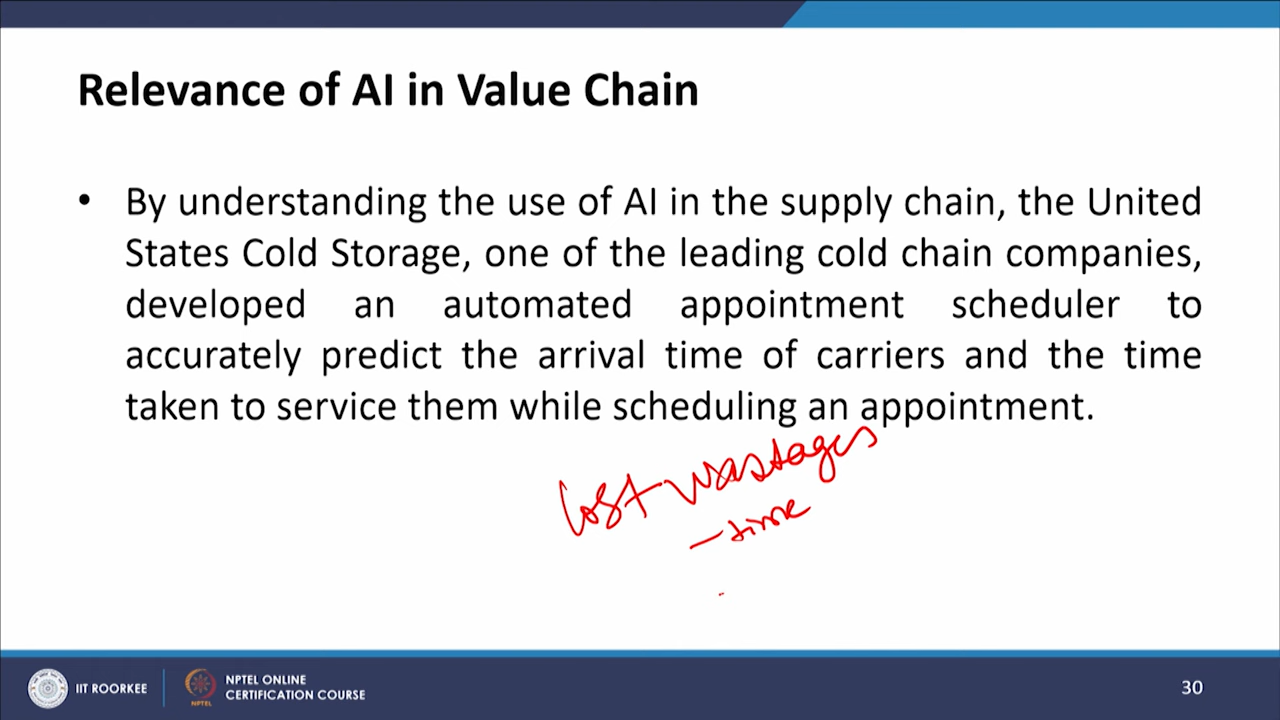 Relevance of AI in Value Chain
• By understanding the use of AI in the supply chain, the United
States Cold Storage, one of the leading cold chain companies,
developed an automated appointment scheduler to
accurately predict the arrival time of carriers and the time
taken to service them while scheduling an appointment.
Cost wastages
- time
IIT ROORKEE
NPTEL
NPTEL ONLINE
CERTIFICATION COURSE
30